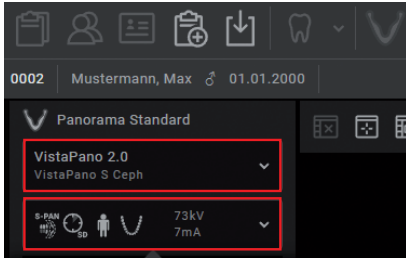 0002 Mustermann, Max ♂ 01.01.2000
Panorama Standard
VistaPano 2.0
VistaPano S Ceph
S-PAN SD 73kV
7mA